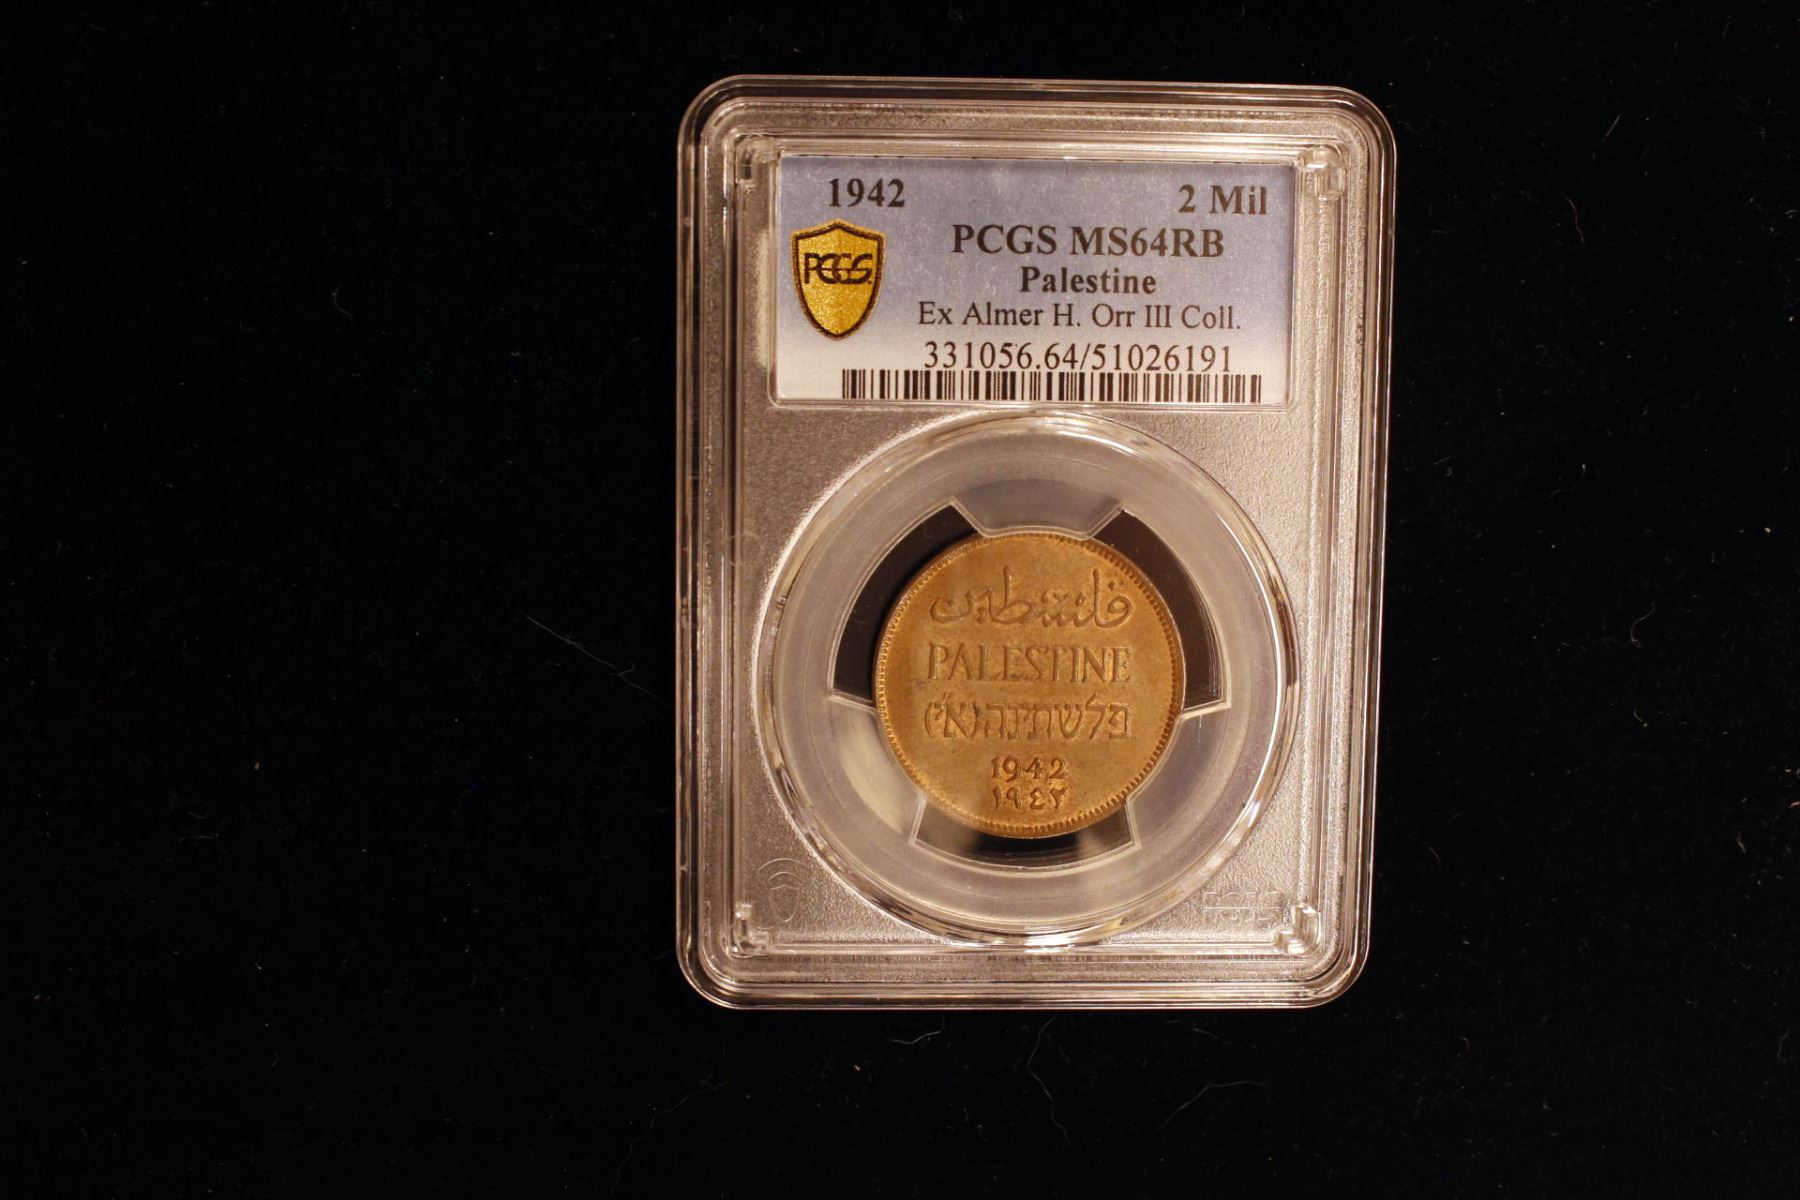 1942 2 Mil
PCGS MS64RB
PCGS
Palestine
Ex Almer H. Orr III Coll.
331056.64/51026191
فلسطين
PALESTINE
פלשתינה (א״י)
1942
١٩٤٢